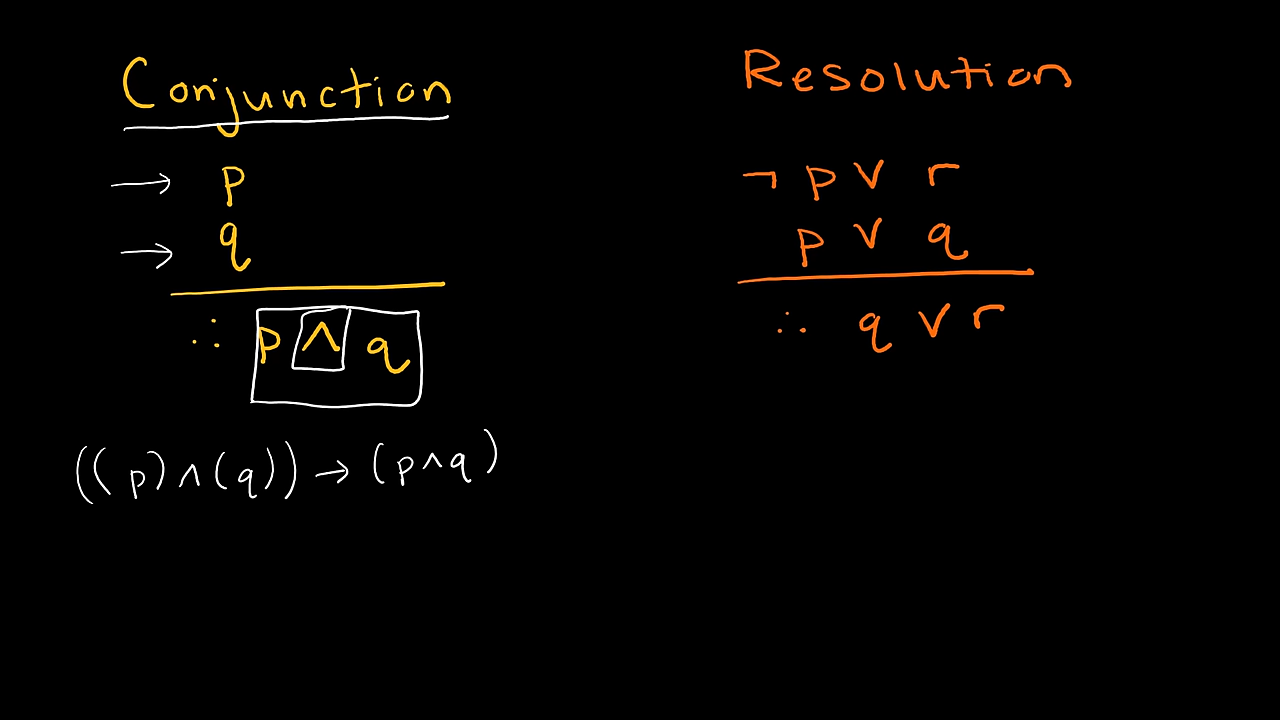 Conjunction
→ p
→ q
∴ p ∧ q
((p) ∧ (q)) → (p ∧ q)
Resolution
¬ p ∨ r
p ∨ q
∴ q ∨ r